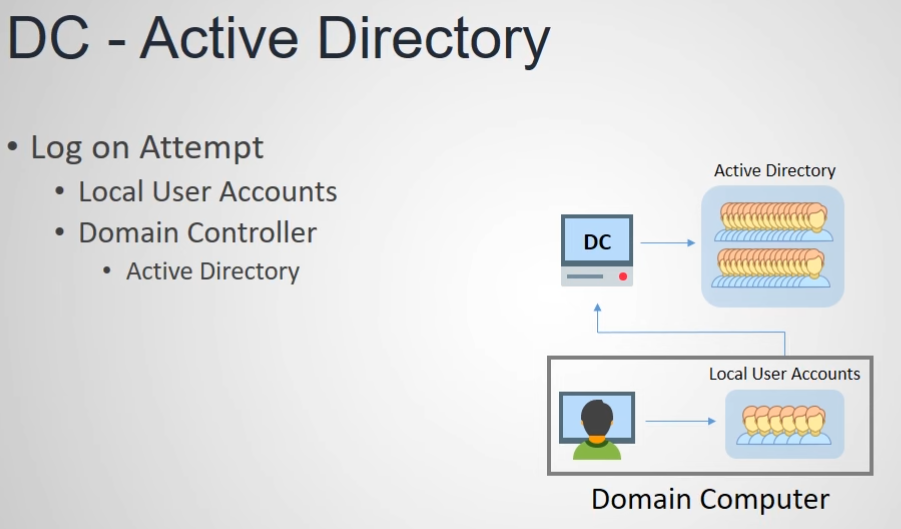 DC - Active Directory
• Log on Attempt
• Local User Accounts
• Domain Controller
• Active Directory
Active Directory
DC
Local User Accounts
Domain Computer